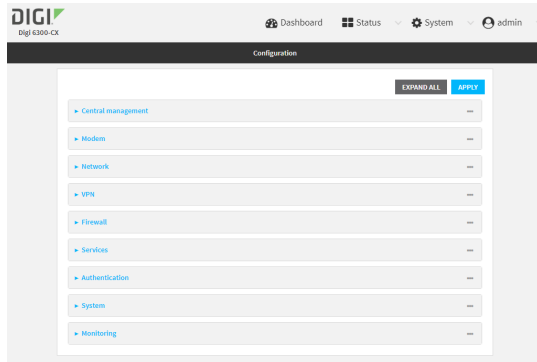 DIGI
Digi 6300-CX
Dashboard Status System admin
Configuration
EXPAND ALL APPLY
Central management
Modem
Network
VPN
Firewall
Services
Authentication
System
Monitoring